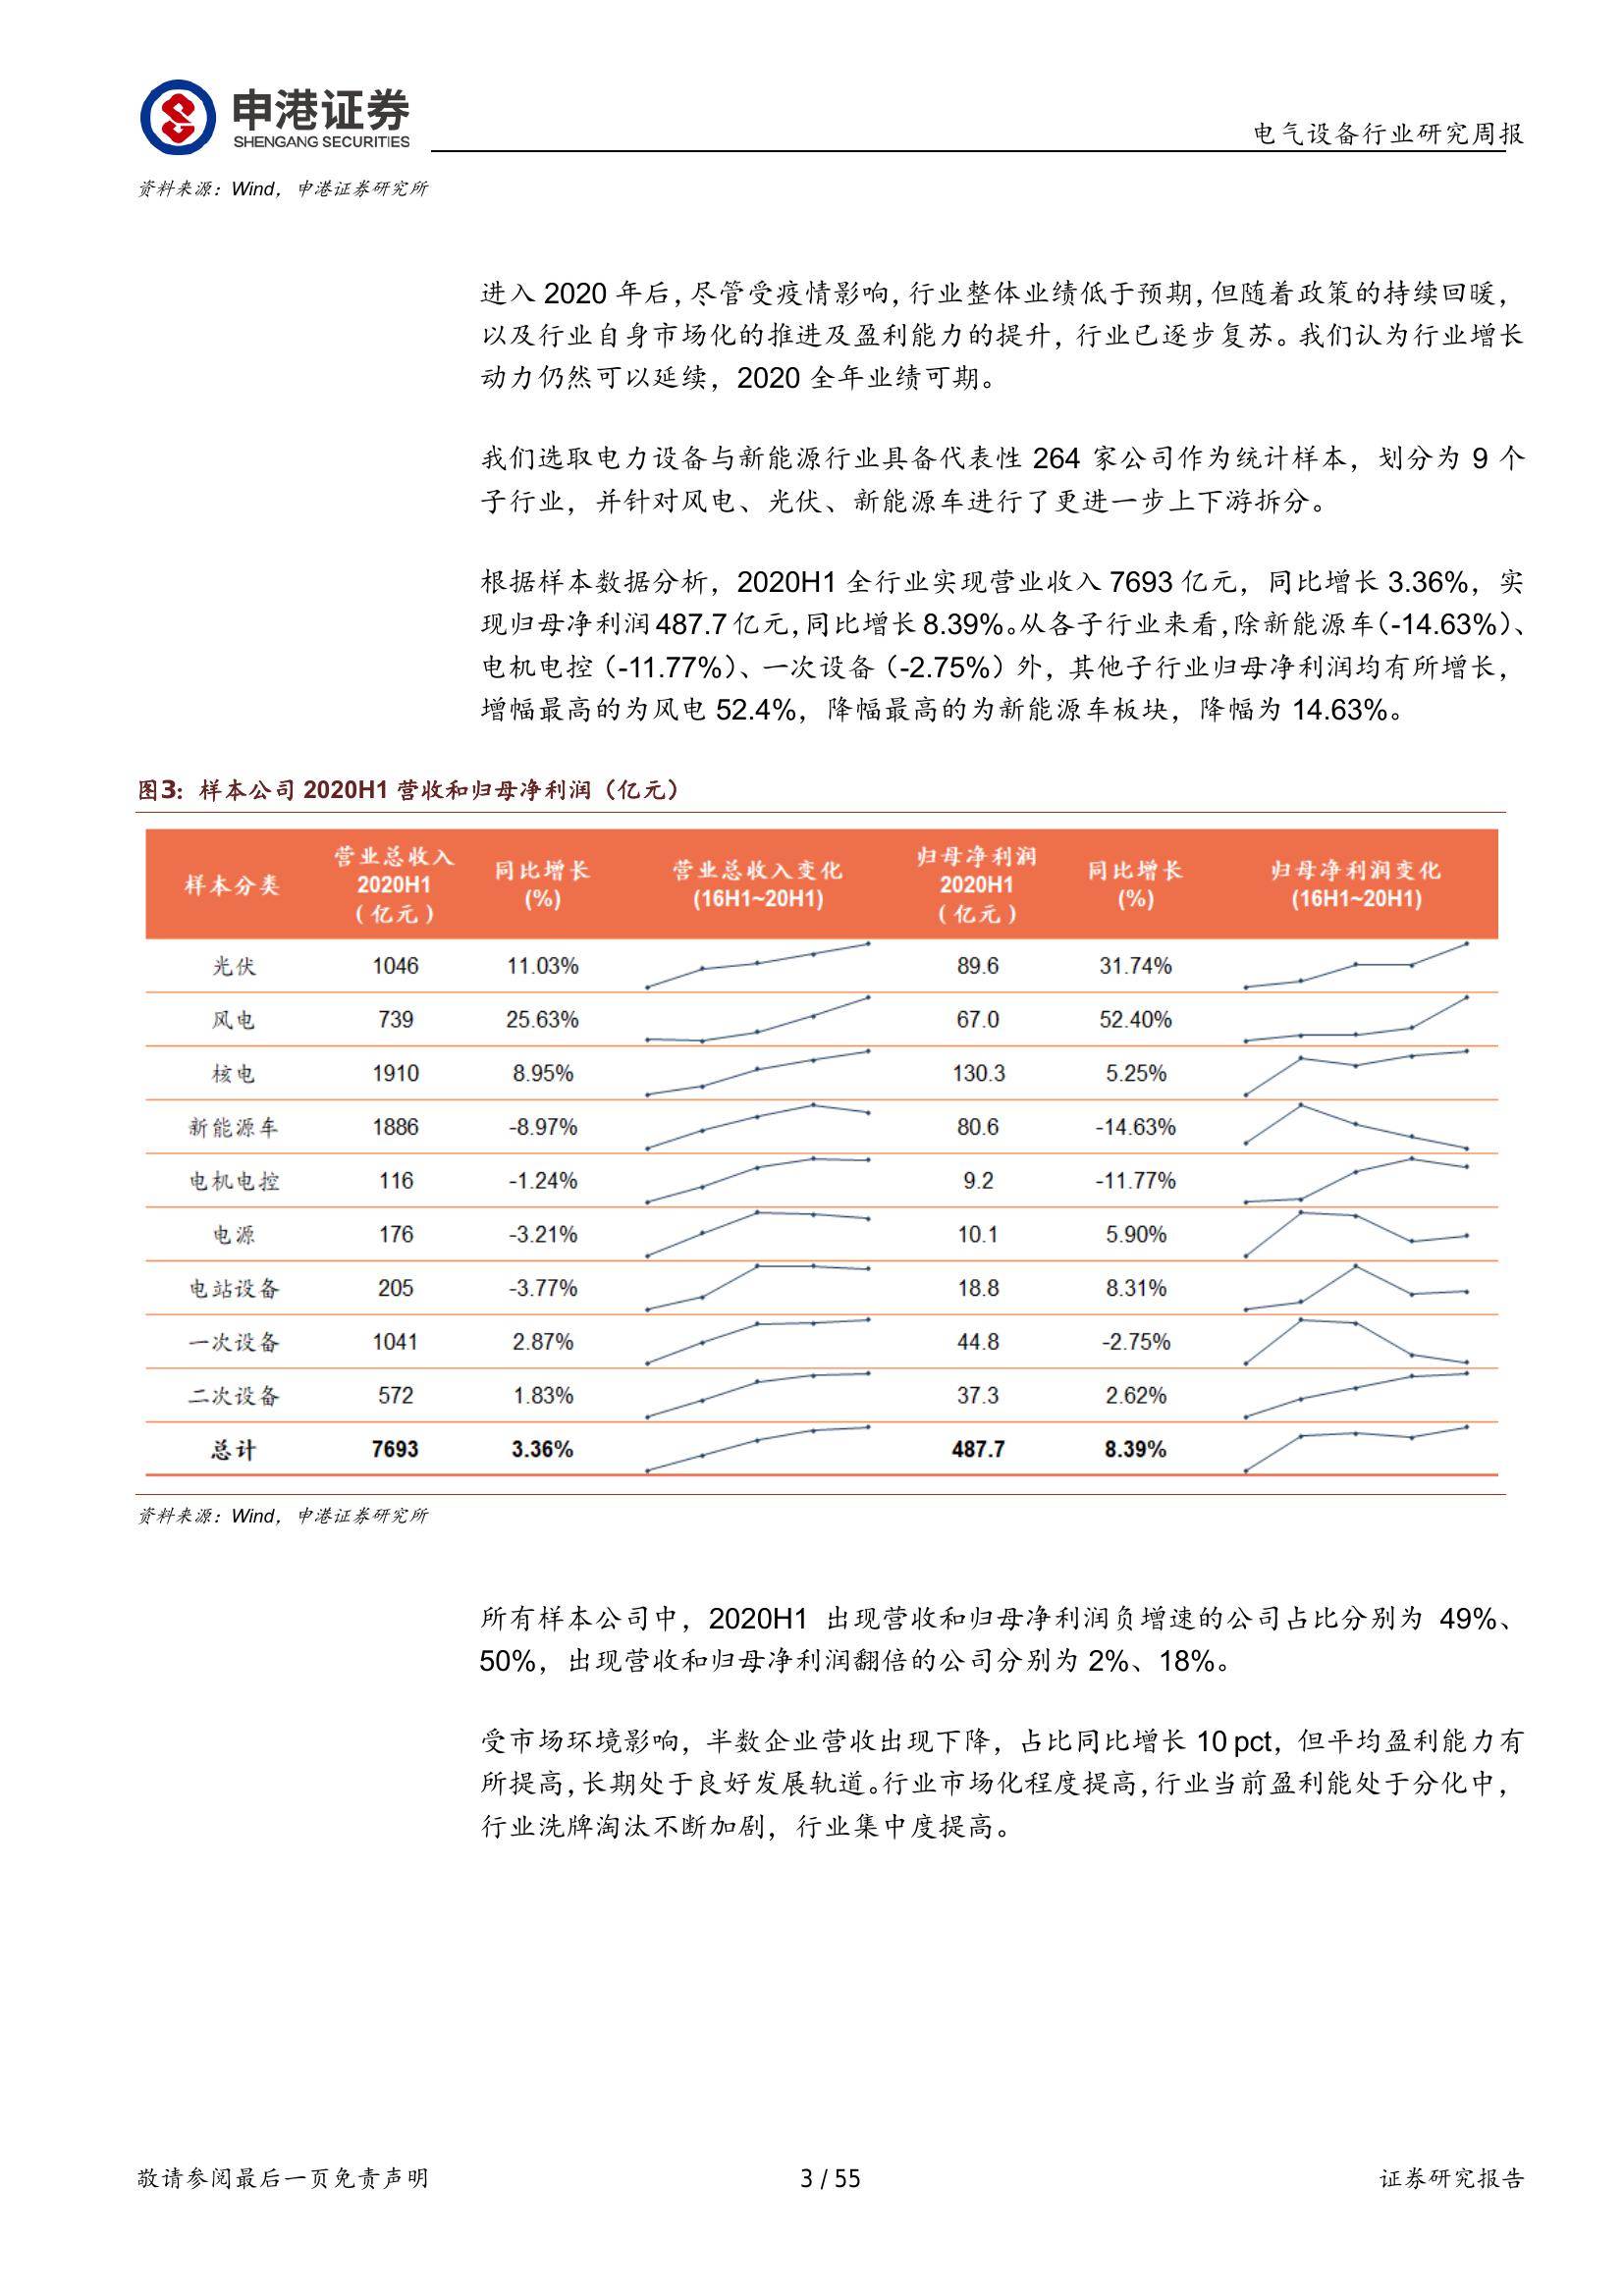 申港证券
SHENGANG SECURITIES
电气设备行业研究周报
资料来源：Wind，申港证券研究所
进入 2020 年后，尽管受疫情影响，行业整体业绩低于预期，但随着政策的持续回暖，
以及行业自身市场化的推进及盈利能力的提升，行业已逐步复苏。我们认为行业增长
动力仍然可以延续，2020 全年业绩可期。
我们选取电力设备与新能源行业具备代表性 264 家公司作为统计样本，划分为 9 个
子行业，并针对风电、光伏、新能源车进行了更进一步上下游拆分。
根据样本数据分析，2020H1 全行业实现营业收入 7693 亿元，同比增长 3.36%，实
现归母净利润 487.7 亿元，同比增长 8.39%。从各子行业来看，除新能源车（-14.63%）、
电机电控（-11.77%）、一次设备（-2.75%）外，其他子行业归母净利润均有所增长，
增幅最高的为风电 52.4%，降幅最高的为新能源车板块，降幅为 14.63%。
图3：样本公司 2020H1 营收和归母净利润（亿元）
样本分类 营业总收入 2020H1 （亿元） 同比增长 (%) 营业总收入变化 (16H1~20H1) 归母净利润 2020H1 （亿元） 同比增长 (%) 归母净利润变化 (16H1~20H1)
光伏 1046 11.03% 89.6 31.74%
风电 739 25.63% 67.0 52.40%
核电 1910 8.95% 130.3 5.25%
新能源车 1886 -8.97% 80.6 -14.63%
电机电控 116 -1.24% 9.2 -11.77%
电源 176 -3.21% 10.1 5.90%
电站设备 205 -3.77% 18.8 8.31%
一次设备 1041 2.87% 44.8 -2.75%
二次设备 572 1.83% 37.3 2.62%
总计 7693 3.36% 487.7 8.39%
资料来源：Wind，申港证券研究所
所有样本公司中，2020H1 出现营收和归母净利润负增速的公司占比分别为 49%、
50%，出现营收和归母净利润翻倍的公司分别为 2%、18%。
受市场环境影响，半数企业营收出现下降，占比同比增长 10 pct，但平均盈利能力有
所提高，长期处于良好发展轨道。行业市场化程度提高，行业当前盈利能处于分化中，
行业洗牌淘汰不断加剧，行业集中度提高。
敬请参阅最后一页免责声明
3 / 55
证券研究报告